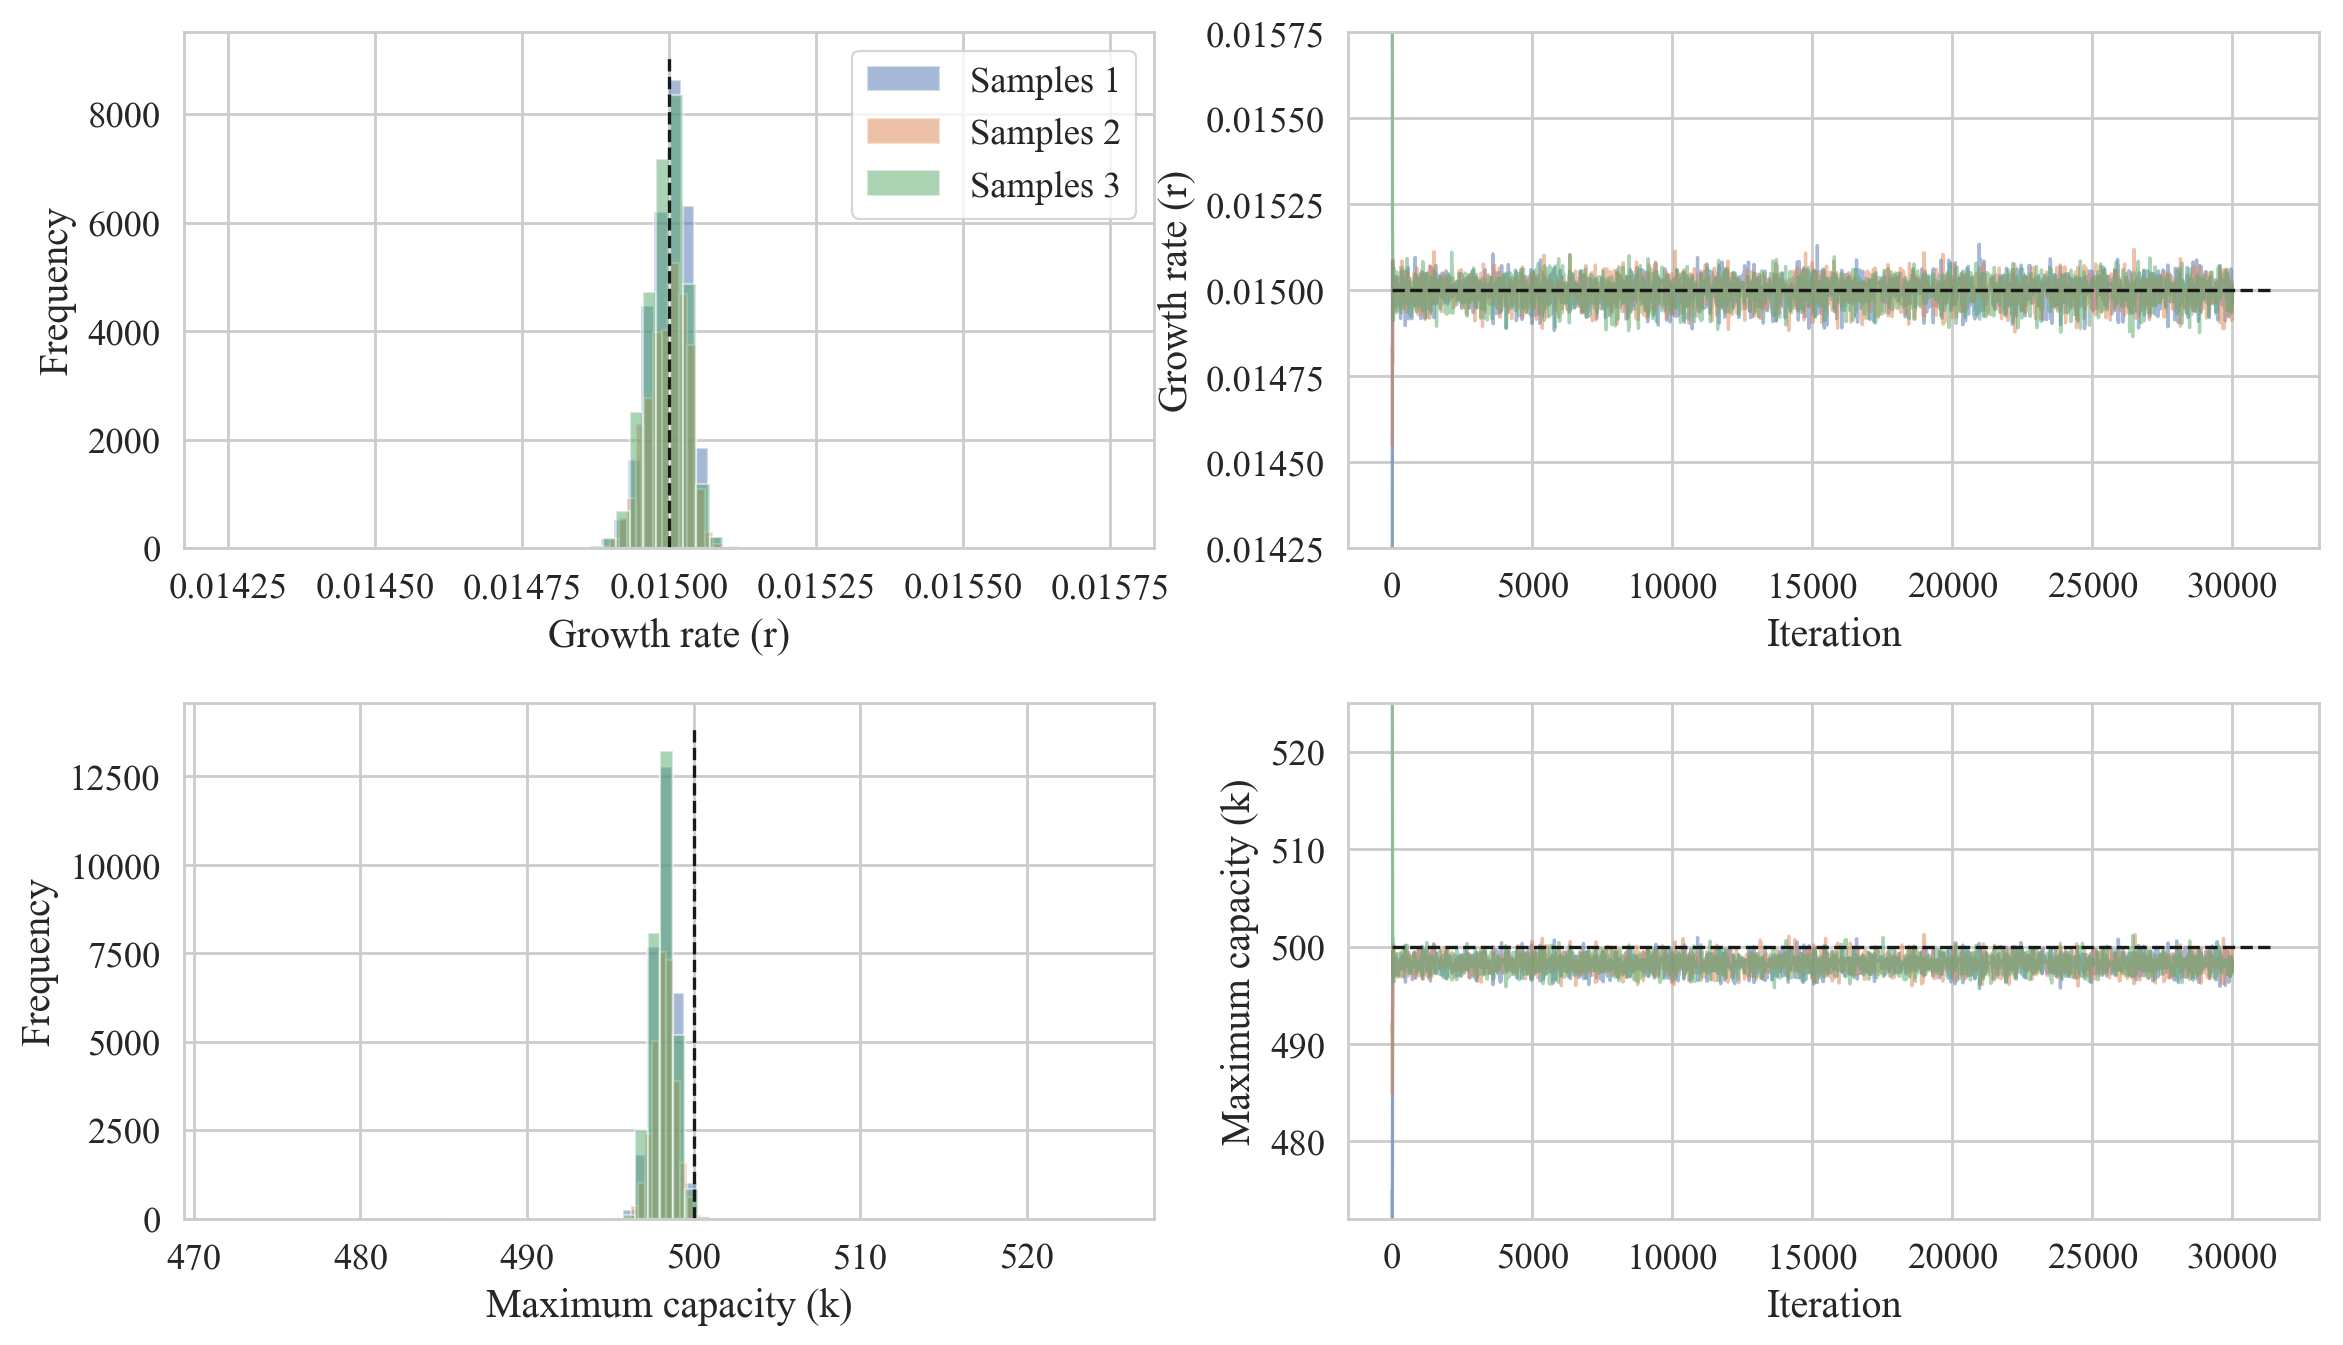 Samples 1
Samples 2
Samples 3
Frequency
8000
6000
4000
2000
0
0.01425 0.01450 0.01475 0.01500 0.01525 0.01550 0.01575
Growth rate (r)
Growth rate (r)
0.01575
0.01550
0.01525
0.01500
0.01475
0.01450
0.01425
0 5000 10000 15000 20000 25000 30000
Iteration
Frequency
12500
10000
7500
5000
2500
0
470 480 490 500 510 520
Maximum capacity (k)
Maximum capacity (k)
520
510
500
490
480
0 5000 10000 15000 20000 25000 30000
Iteration